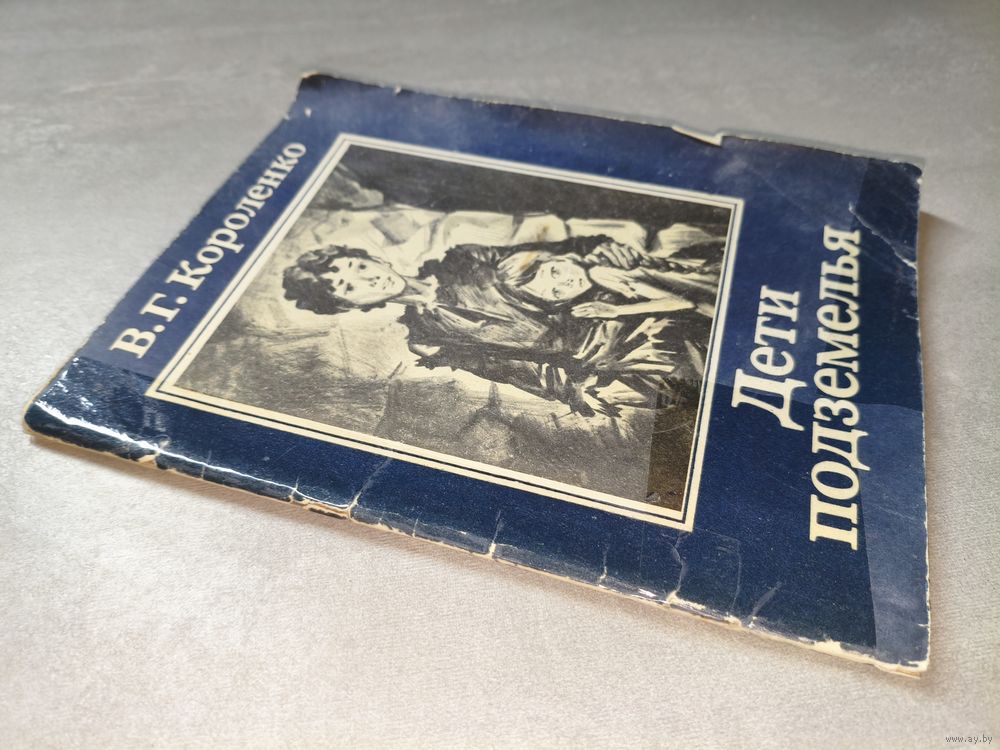 В. Г. Короленко
Дети
подземелья
www.ay.by